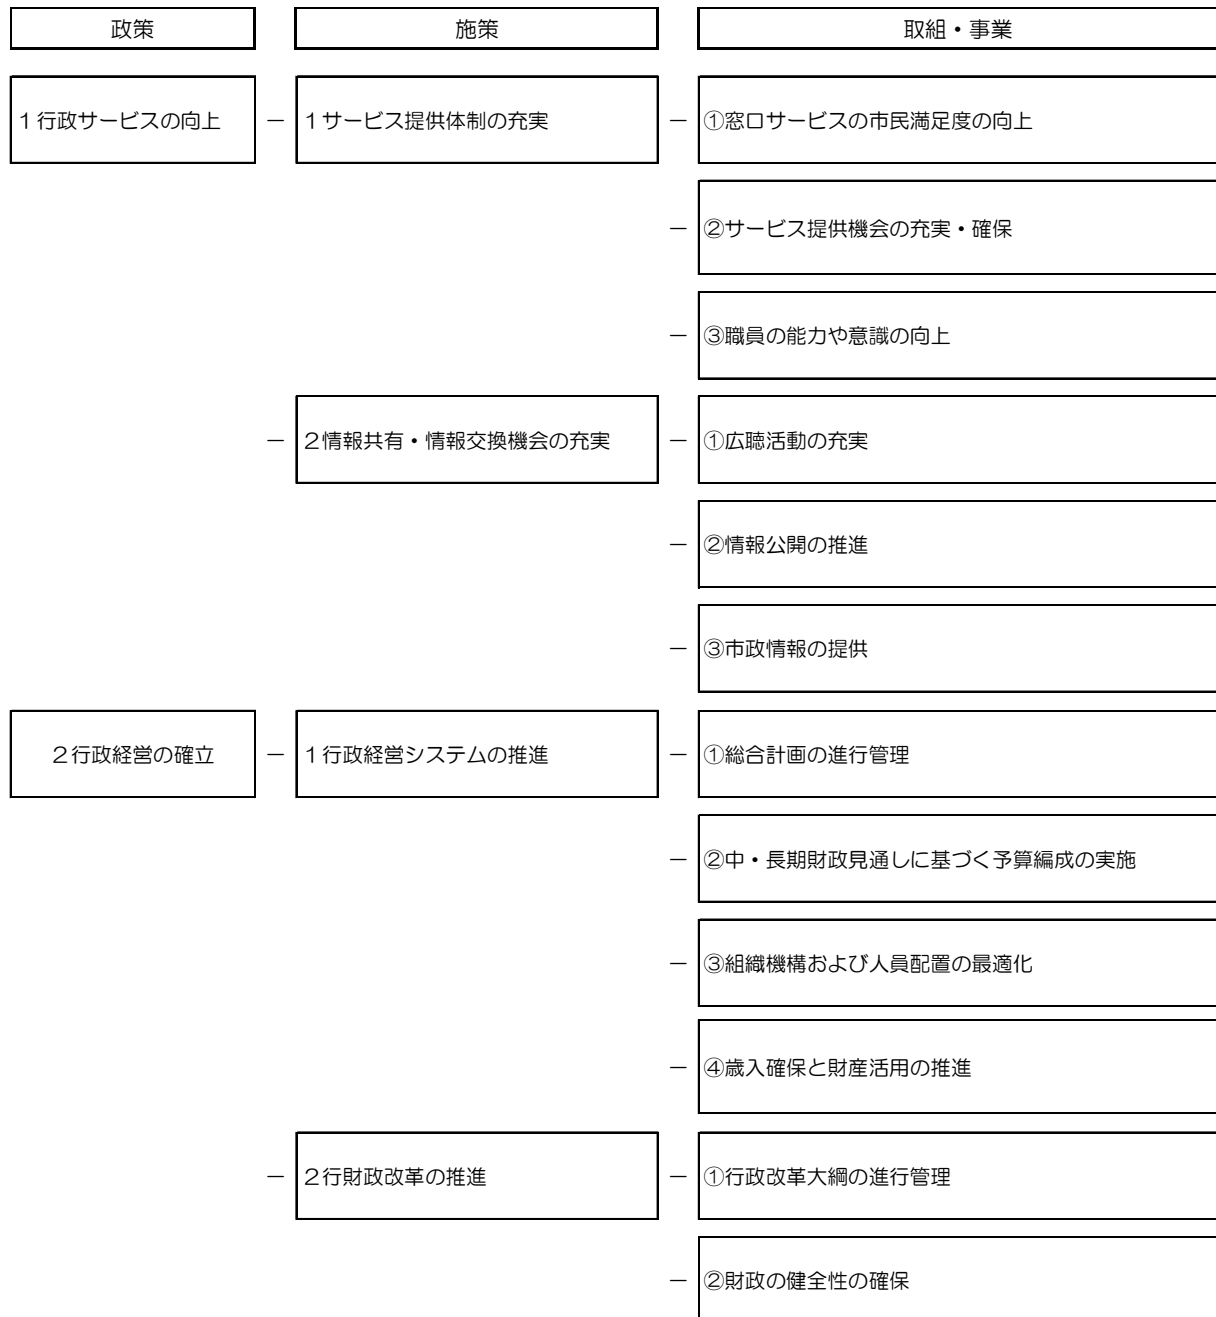 政策
施策
取組・事業
１行政サービスの向上
－
１サービス提供体制の充実
－
①窓口サービスの市民満足度の向上
－
②サービス提供機会の充実・確保
－
③職員の能力や意識の向上
－
２情報共有・情報交換機会の充実
－
①広聴活動の充実
－
②情報公開の推進
－
③市政情報の提供
２行政経営の確立
－
１行政経営システムの推進
－
①総合計画の進行管理
－
②中・長期財政見通しに基づく予算編成の実施
－
③組織機構および人員配置の最適化
－
④歳入確保と財産活用の推進
－
２行財政改革の推進
－
①行政改革大綱の進行管理
－
②財政の健全性の確保